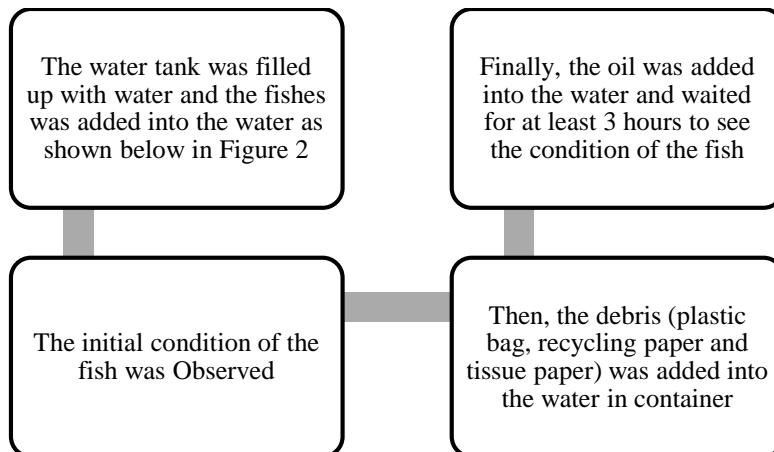 The water tank was filled
up with water and the fishes
was added into the water as
shown below in Figure 2
The initial condition of the
fish was Observed
Then, the debris (plastic
bag, recycling paper and
tissue paper) was added into
the water in container
Finally, the oil was added
into the water and waited
for at least 3 hours to see
the condition of the fish